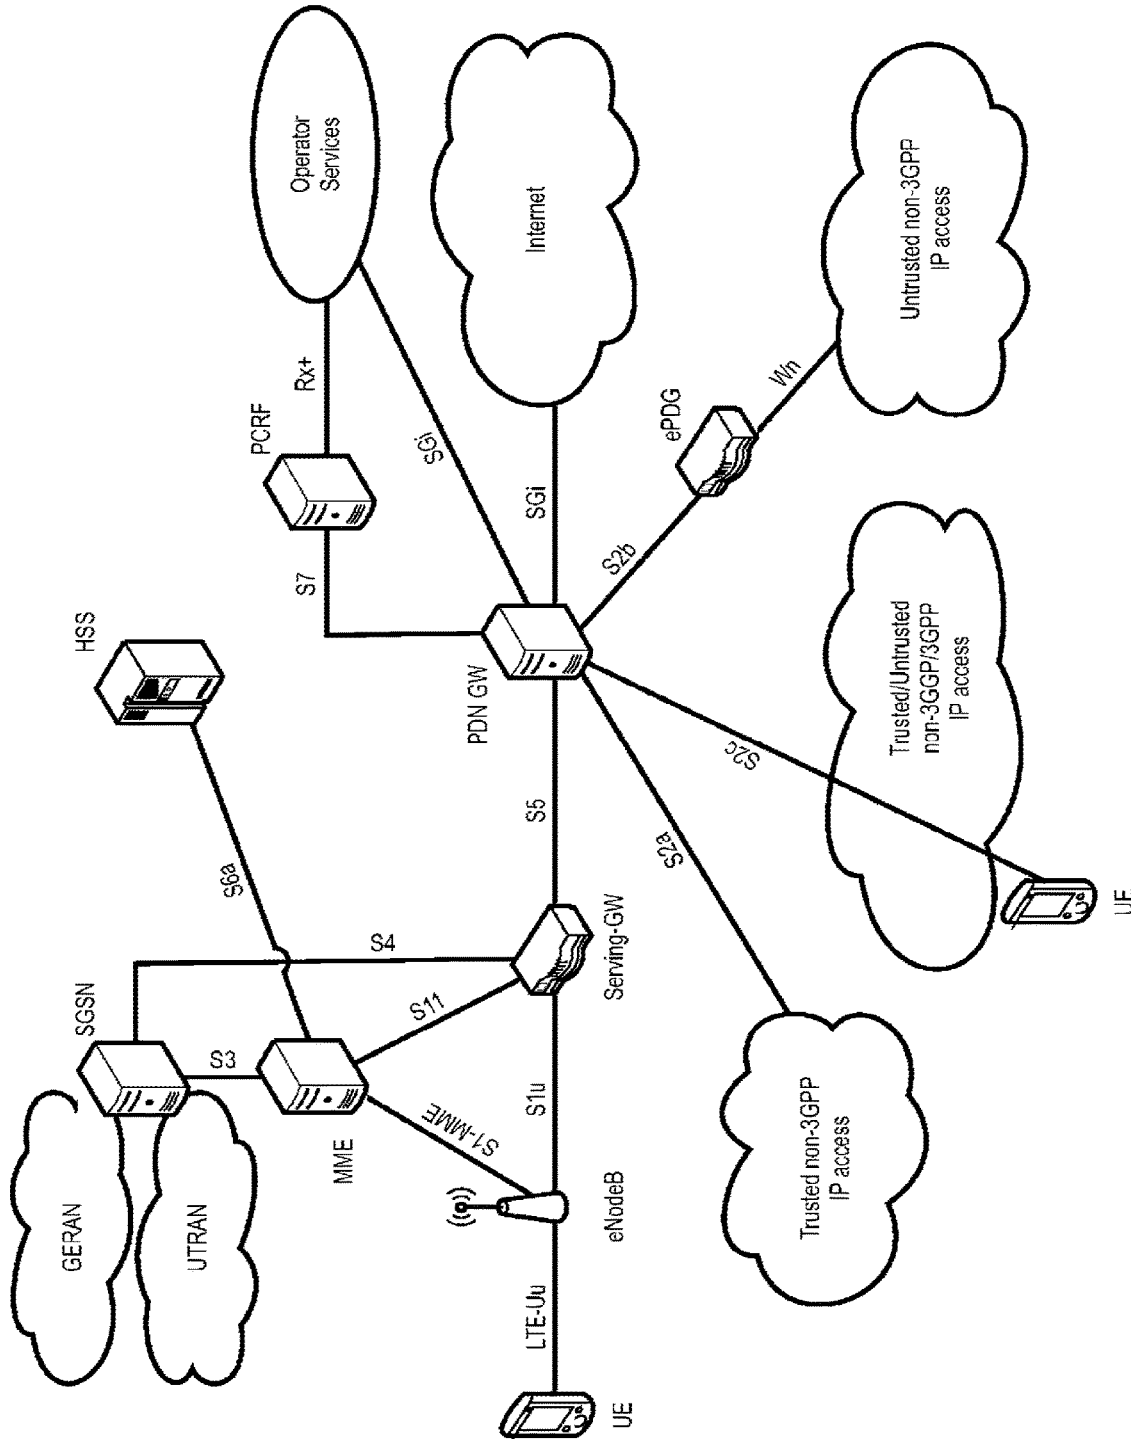 GERAN
SGSN
HSS
S3
S4
S6a
UTRAN
MME
S11
S1-MME
S7
PCRF
Rx+
Operator
Services
SGi
UE
LTE-Uu
eNodeB
S1u
Serving-GW
S5
PDN GW
SGi
Internet
S2a
S2c
S2b
ePDG
Wn
Trusted non-3GPP
IP access
Trusted/Untrusted
non-3GGP/3GPP
IP access
Untrusted non-3GPP
IP access
UE